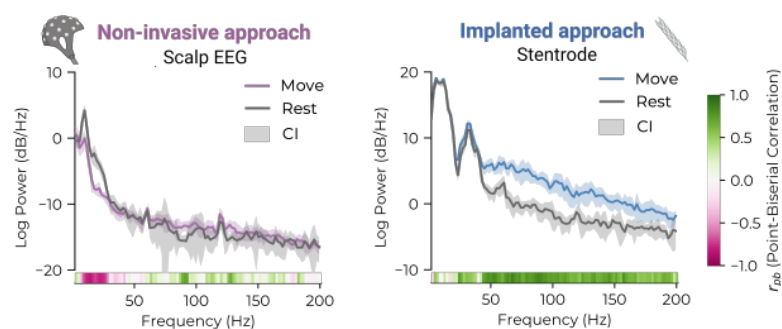 Non-invasive approach
Scalp EEG
Implanted approach
Stentrode
Log Power (dB/Hz)
10
0
−10
−20
Move
Rest
CI
50
100
150
200
Frequency (Hz)
Log Power (dB/Hz)
20
10
0
−10
Move
Rest
CI
50
100
150
200
Frequency (Hz)
1.0
0.5
0.0
−0.5
−1.0
r_pb (Point-Biserial Correlation)